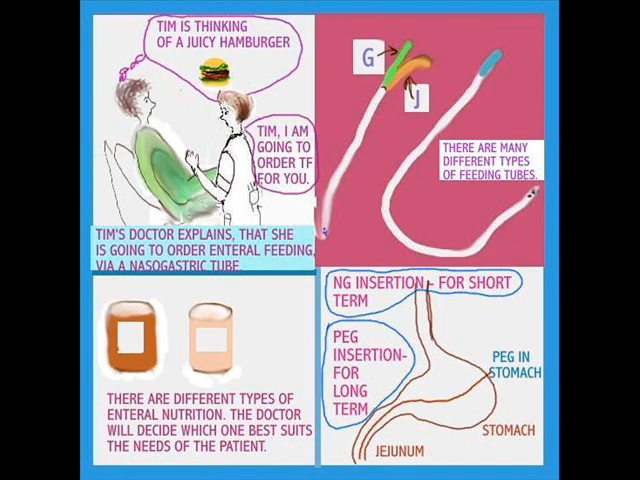 TIM IS THINKING
OF A JUICY HAMBURGER
TIM, I AM
GOING TO
ORDER TF
FOR YOU.
TIM'S DOCTOR EXPLAINS, THAT SHE
IS GOING TO ORDER ENTERAL FEEDING,
VIA A NASOGASTRIC TUBE.
G
J
THERE ARE MANY
DIFFERENT TYPES
OF FEEDING TUBES.
THERE ARE DIFFERENT TYPES OF
ENTERAL NUTRITION. THE DOCTOR
WILL DECIDE WHICH ONE BEST SUITS
THE NEEDS OF THE PATIENT.
NG INSERTION - FOR SHORT
TERM
PEG
INSERTION-
FOR
LONG
TERM
PEG IN
STOMACH
STOMACH
JEJUNUM